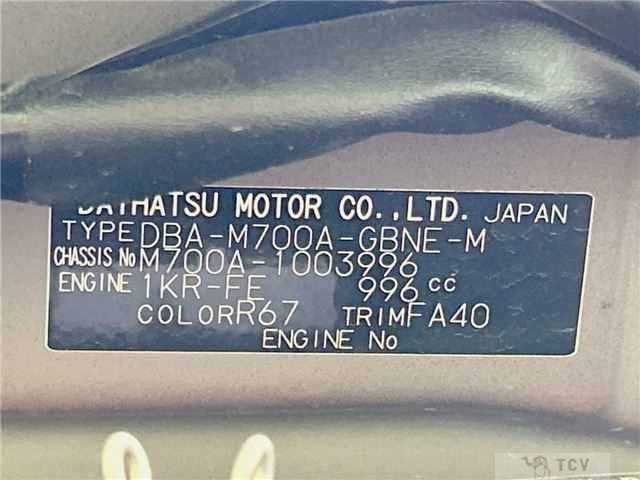 DAIHATSU MOTOR CO.,LTD. JAPAN
TYPE DBA-M700A-GBNE-M
CHASSIS No M700A-1003996
ENGINE 1KR-FE 996 cc
COLOR R67 TRIM FA40
ENGINE No
TCV